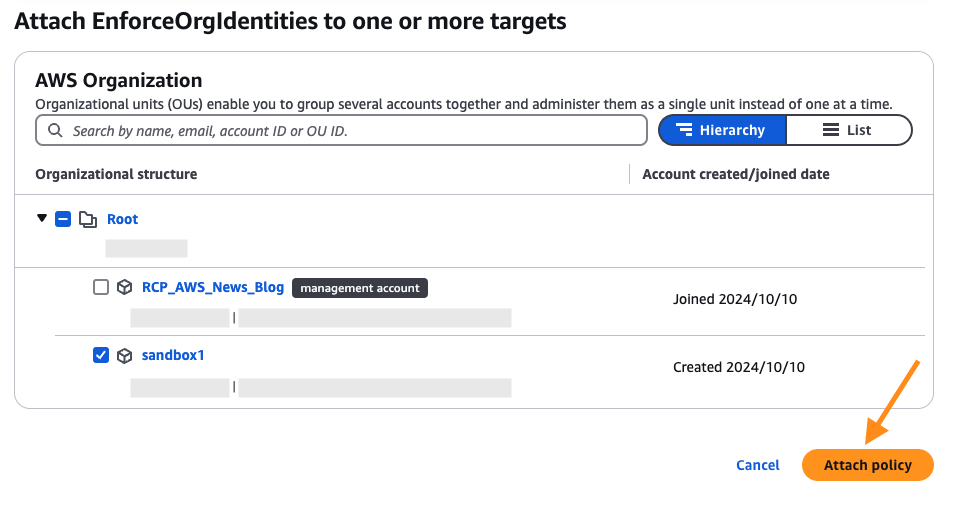 Attach EnforceOrgIdentities to one or more targets
AWS Organization
Organizational units (OUs) enable you to group several accounts together and administer them as a single unit instead of one at a time.
Search by name, email, account ID or OU ID.
Hierarchy
List
Organizational structure
Account created/joined date
Root
RCP_AWS_News_Blog management account
Joined 2024/10/10
|
sandbox1
Created 2024/10/10
|
Cancel
Attach policy